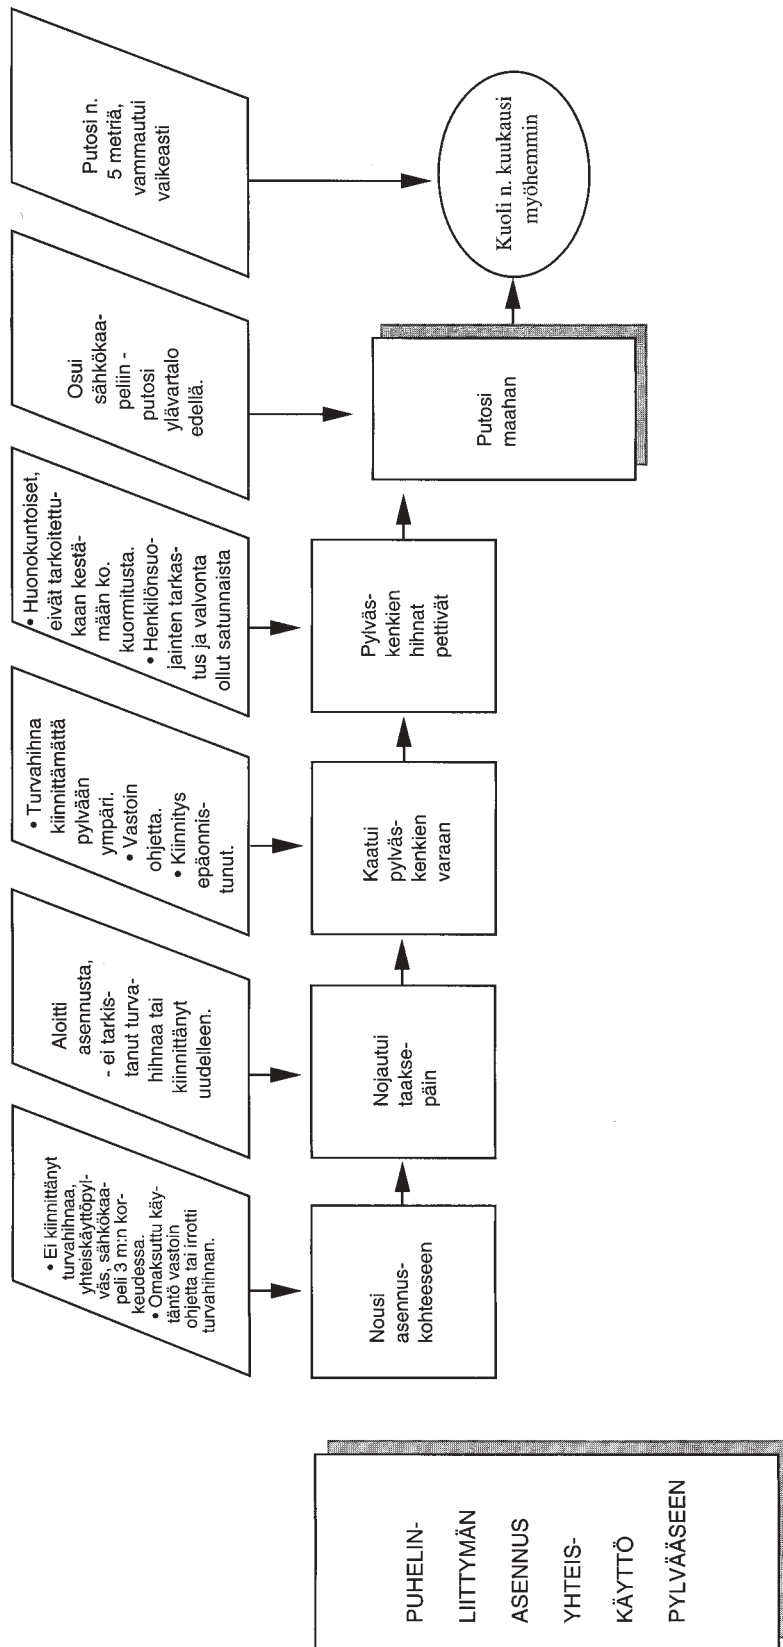 PUHELIN-
LIITTYMÄN
ASENNUS
YHTEIS-
KÄYTTÖ
PYLVÄÄSEEN
• Ei kiinnittänyt
turvahihnaa,
yhteiskäyttöpyl-
väs, sähkökaa-
peli 3 m:n kor-
keudessa.
• Omaksuttu käy-
täntö vastoin
ohjetta tai irrotti
turvahihnan.
Nousi
asennus-
kohteeseen
Aloitti
asennusta,
- ei tarkis-
tanut turva-
hihnaa tai
kiinnittänyt
uudelleen.
Nojautui
taakse-
päin
• Turvahihna
kiinnittämättä
pylvään
ympäri.
• Vastoin
ohjetta.
• Kiinnitys
epäonnis-
tunut.
Kaatui
pylväs-
kenkien
varaan
• Huonokuntoiset,
eivät tarkoitettu-
kaan kestä-
mään ko.
kuormitusta.
• Henkilönsuo-
jainten tarkas-
tus ja valvonta
ollut satunnaista
Pylväs-
kenkien
hihnat
pettivät
Osui
sähkökaa-
peliin -
putosi
ylävartalo
edellä.
Putosi
maahan
Putosi n.
5 metriä,
vammautui
vaikeasti
Kuoli n. kuukausi
myöhemmin